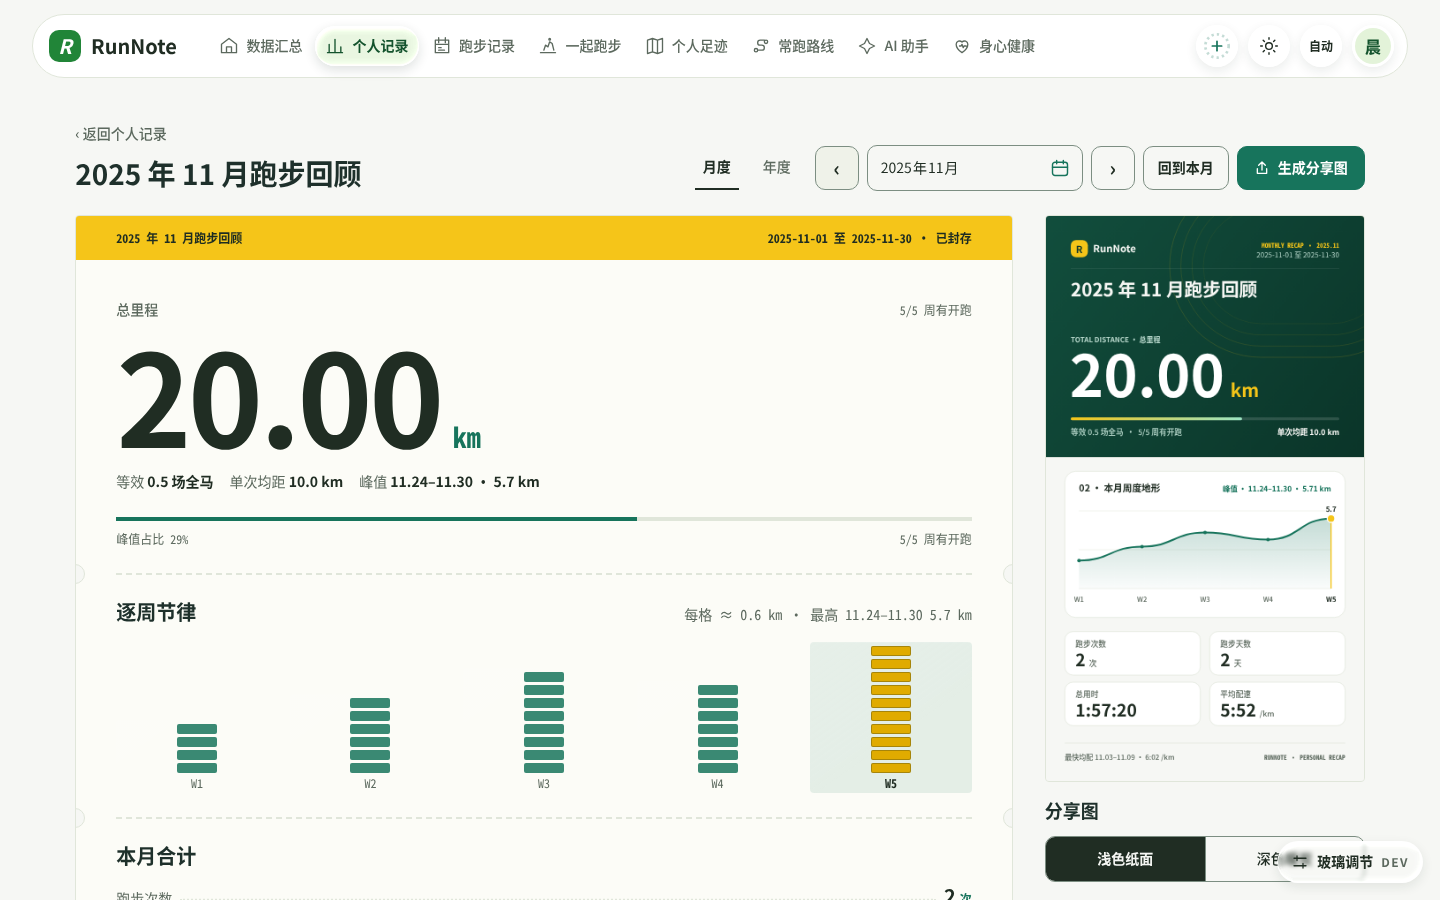 R RunNote 数据汇总 个人记录 跑步记录 一起跑步 个人足迹 常跑路线 AI 助手 身心健康 自动 晨
‹ 返回个人记录
2025 年 11 月跑步回顾
月度 年度 ‹ 2025年11月 › 回到本月 生成分享图
2025 年 11 月跑步回顾 2025-11-01 至 2025-11-30 • 已封存
总里程 5/5 周有开跑
20.00 km
等效 0.5 场全马 单次均距 10.0 km 峰值 11.24–11.30 • 5.7 km
峰值占比 29% 5/5 周有开跑
逐周节律 每格 ≈ 0.6 km • 最高 11.24–11.30 5.7 km
W1 W2 W3 W4 W5
本月合计
跑步次数 2 次
R RunNote MONTHLY RECAP • 2025.11
2025-11-01 至 2025-11-30
2025 年 11 月跑步回顾
TOTAL DISTANCE • 总里程
20.00 km
等效 0.5 场全马 • 5/5 周有开跑 单次均距 10.0 km
02 • 本月周度地形 峰值 • 11.24–11.30 • 5.71 km
5.7
W1 W2 W3 W4 W5
跑步次数 跑步天数
2 次 2 天
总用时 平均配速
1:57:20 5:52 /km
最快均配 11.03–11.09 • 6:02 /km RUNNOTE • PERSONAL RECAP
分享图
浅色纸面 深色 玻璃调节 DEV